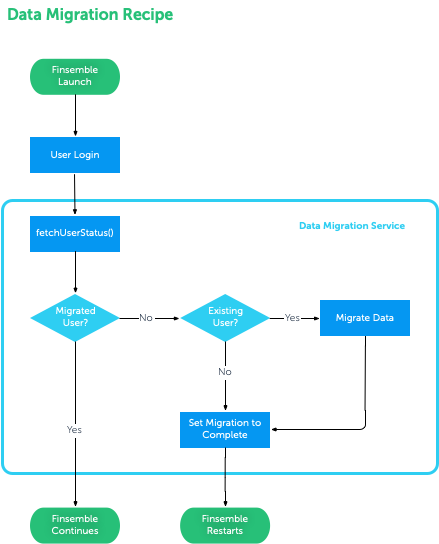 Data Migration Recipe
Finsemble
Launch
User Login
fetchUserStatus()
Data Migration Service
Migrated
User?
No
Existing
User?
Yes
Migrate Data
No
Set Migration to
Complete
Yes
Finsemble
Continues
Finsemble
Restarts